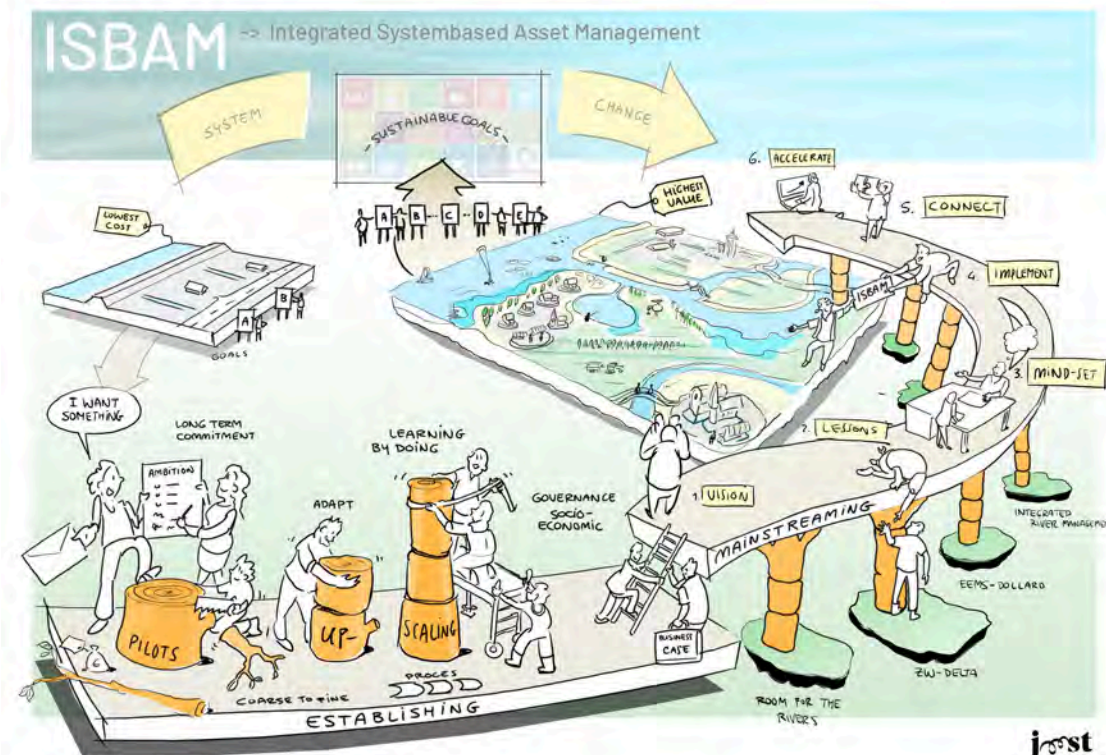 ISBAM -> Integrated Systembased Asset Management
SYSTEM
SUSTAINABLE GOALS
CHANGE
6. ACCELERATE
LOWEST
COST
A B C D E
HIGHEST
VALUE
5. CONNECT
4. IMPLEMENT
ISBAM
B
A
GOALS
3. MIND-SET
I WANT
SOMETHING
LONG TERM
COMMITMENT
AMBITION
LEARNING
BY DOING
2. LESSONS
ADAPT
GOVERNANCE
SOCIO-
ECONOMIC
1. VISION
MAINSTREAMING
INTEGRATED
RIVER MANAGEM
EEMS-DOLLARD
PILOTS
UP-
SCALING
BUSINESS
CASE
€
PROCES
COARSE TO FINE
ESTABLISHING
ZW-DELTA
ROOM FOR THE
RIVERS
joost